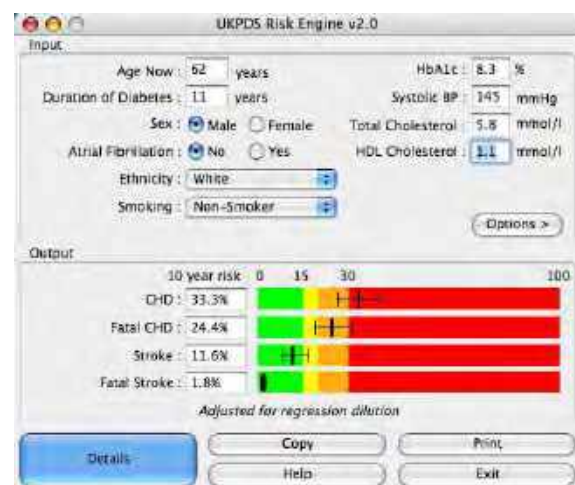 UKPDS Risk Engine v2.0
Input
Age Now : 62 years
HbA1c : 8.3 %
Duration of Diabetes : 11 years
Systolic BP : 145 mmHg
Sex : Male Female
Total Cholesterol : 5.8 mmol/l
Atrial Fibrillation : No Yes
HDL Cholesterol : 1.1 mmol/l
Ethnicity : White
Smoking : Non-Smoker
Options >
Output
10 year risk 0 15 30 100
CHD : 33.3%
Fatal CHD : 24.4%
Stroke : 11.6%
Fatal Stroke : 1.8%
Adjusted for regression dilution
Details
Copy
Print
Help
Exit